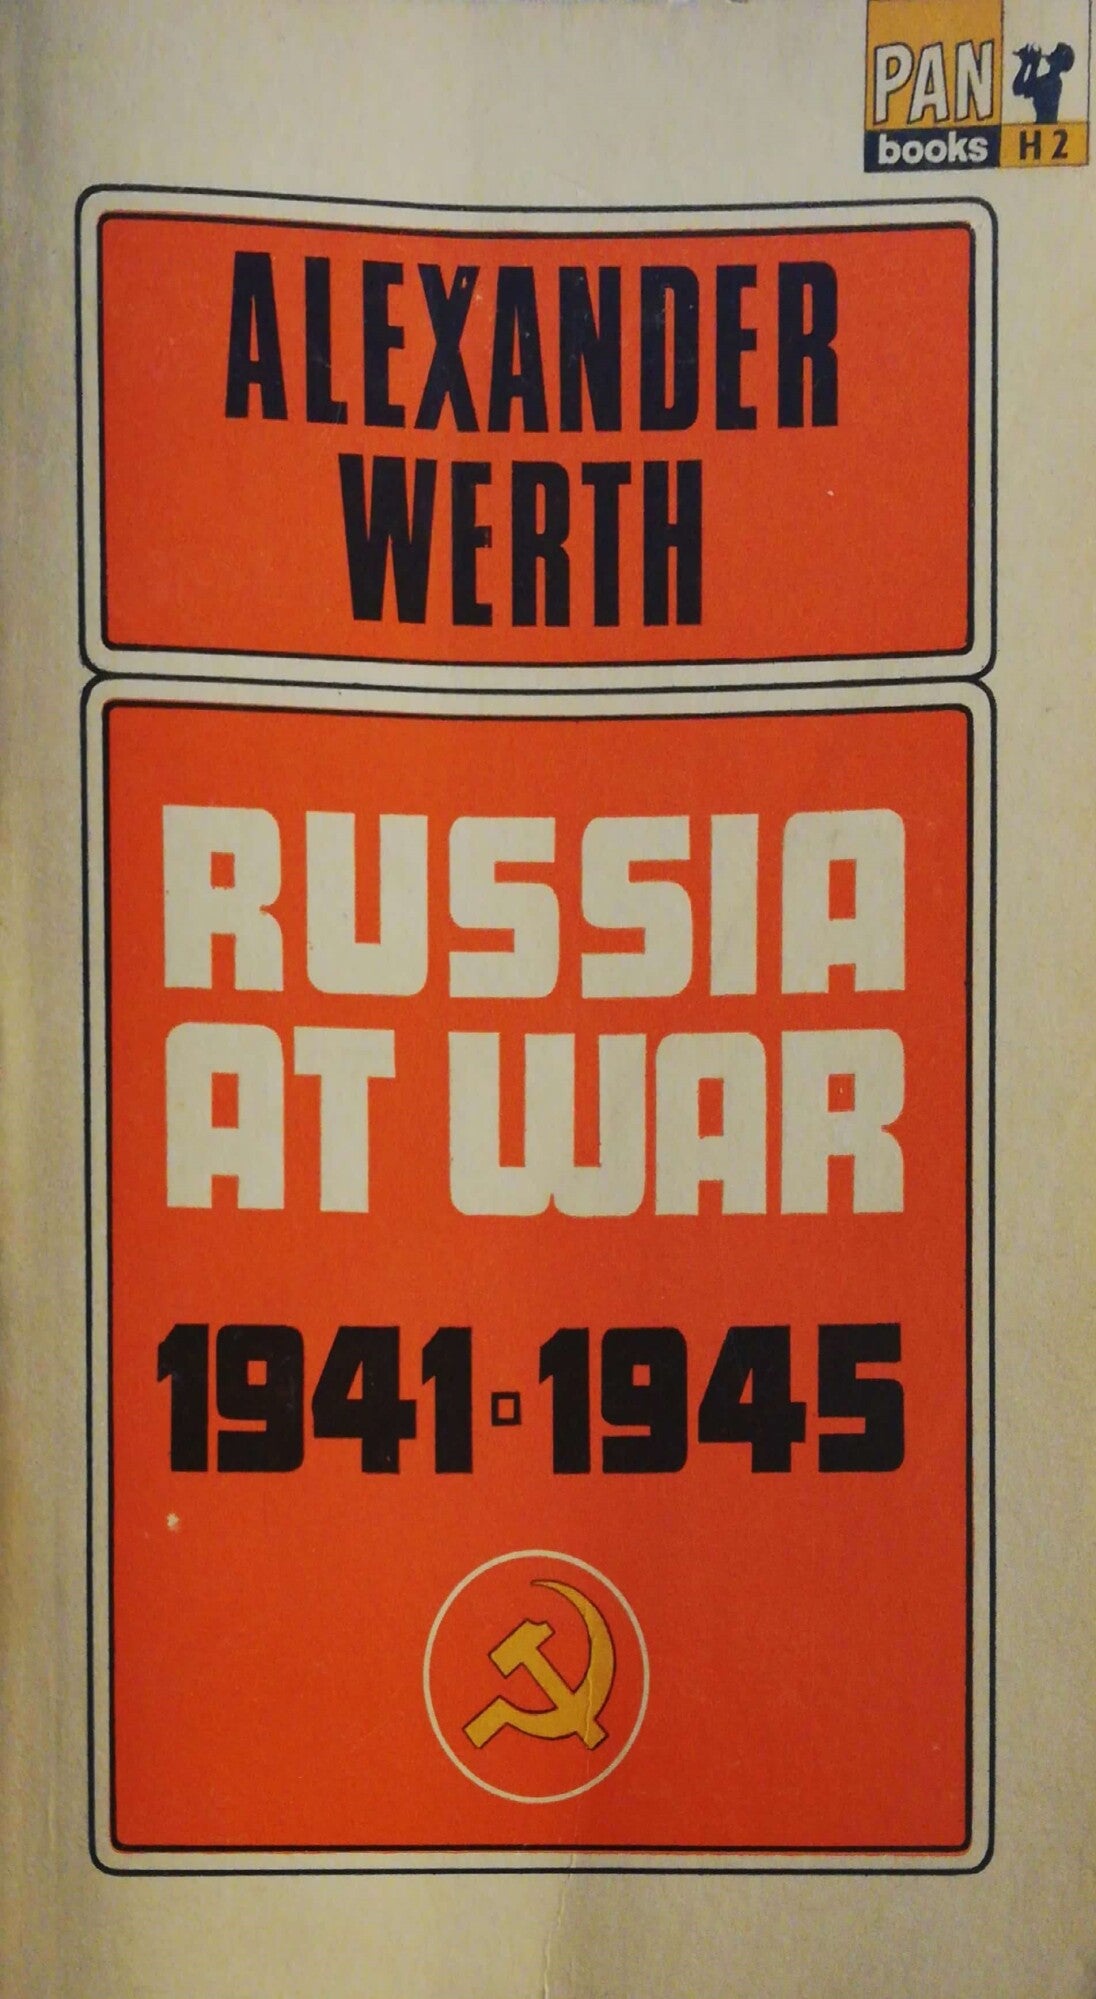 PAN
books H2
ALEXANDER
WERTH
RUSSIA
AT WAR
1941-1945